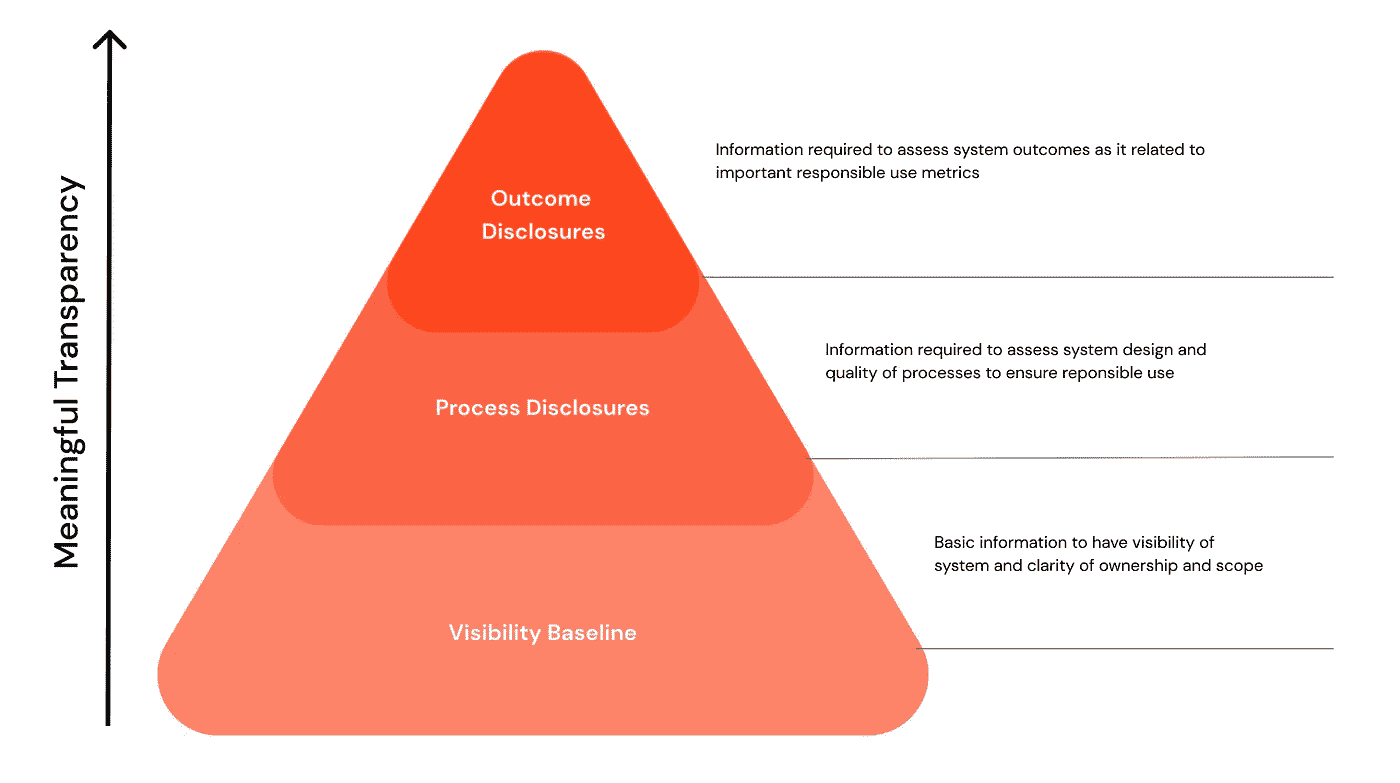 Meaningful Transparency
Outcome
Disclosures
Information required to assess system outcomes as it related to
important responsible use metrics
Process Disclosures
Information required to assess system design and
quality of processes to ensure reponsible use
Visibility Baseline
Basic information to have visibility of
system and clarity of ownership and scope